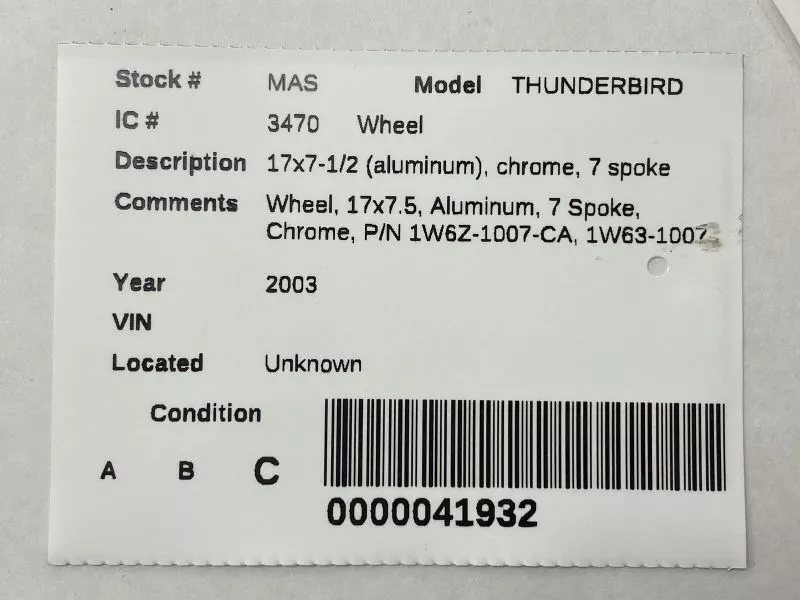 Stock # MAS Model THUNDERBIRD
IC # 3470 Wheel
Description 17x7-1/2 (aluminum), chrome, 7 spoke
Comments Wheel, 17x7.5, Aluminum, 7 Spoke,
Chrome, P/N 1W6Z-1007-CA, 1W63-1007-
Year 2003
VIN
Located Unknown
Condition
A B C
0000041932